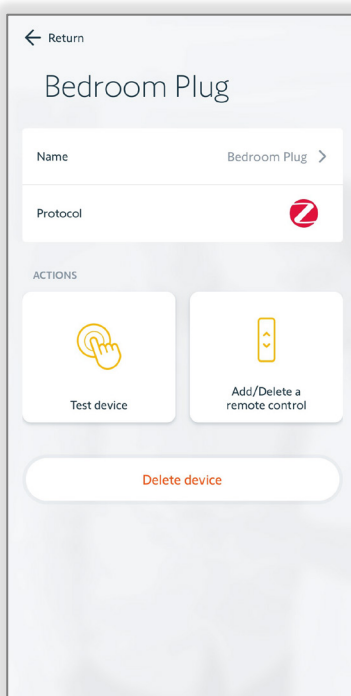 Return
Bedroom Plug
Name
Bedroom Plug
Protocol
ACTIONS
Test device
Add/Delete a
remote control
Delete device